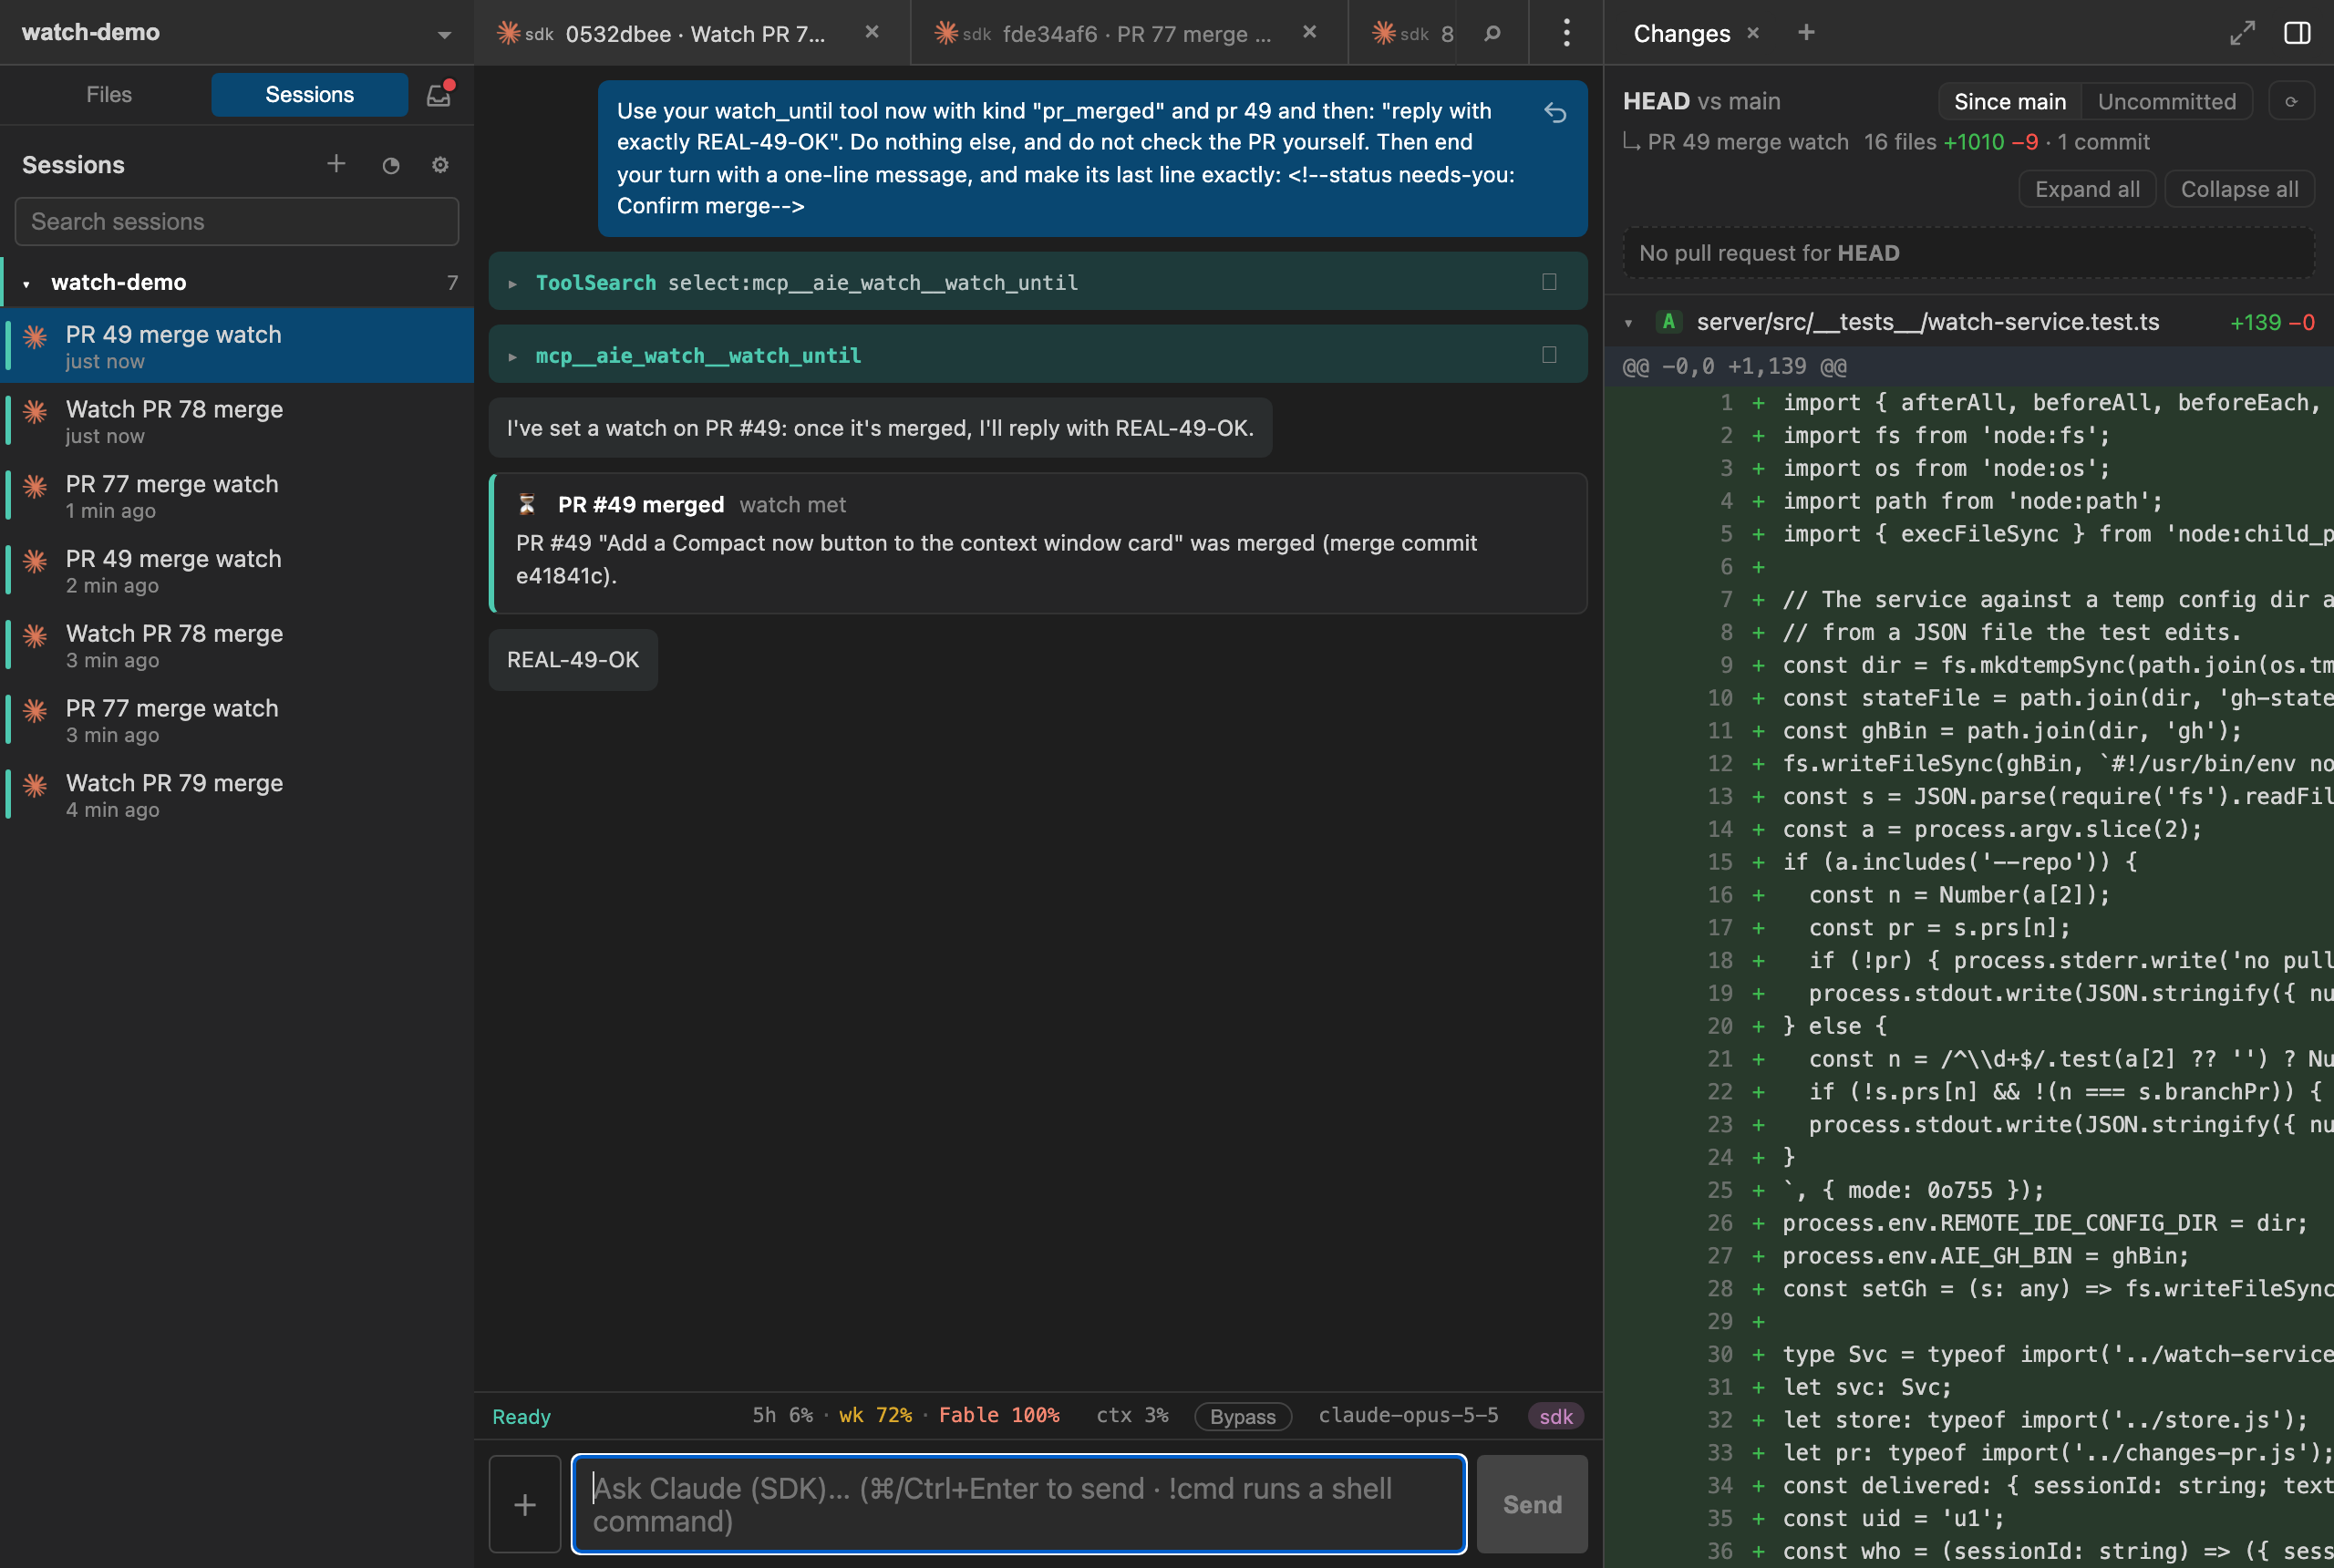 watch-demo
Files
Sessions
Sessions
Search sessions
watch-demo
7
PR 49 merge watch
just now
Watch PR 78 merge
just now
PR 77 merge watch
1 min ago
PR 49 merge watch
2 min ago
Watch PR 78 merge
3 min ago
PR 77 merge watch
3 min ago
Watch PR 79 merge
4 min ago
sdk 0532dbee · Watch PR 7...
sdk fde34af6 · PR 77 merge ...
sdk 8
Use your watch_until tool now with kind "pr_merged" and pr 49 and then: "reply with
exactly REAL-49-OK". Do nothing else, and do not check the PR yourself. Then end
your turn with a one-line message, and make its last line exactly: <!--status needs-you:
Confirm merge-->
ToolSearch select:mcp__aie_watch__watch_until
mcp__aie_watch__watch_until
I've set a watch on PR #49: once it's merged, I'll reply with REAL-49-OK.
PR #49 merged watch met
PR #49 "Add a Compact now button to the context window card" was merged (merge commit
e41841c).
REAL-49-OK
Ready
5h 6% · wk 72% · Fable 100%
ctx 3%
Bypass
claude-opus-5-5
sdk
+
Ask Claude (SDK)... (⌘/Ctrl+Enter to send · !cmd runs a shell
command)
Send
Changes
HEAD vs main
Since main
Uncommitted
PR 49 merge watch 16 files +1010 −9 · 1 commit
Expand all
Collapse all
No pull request for HEAD
A server/src/__tests__/watch-service.test.ts +139 −0
@@ −0,0 +1,139 @@
1 + import { afterAll, beforeAll, beforeEach,
2 + import fs from 'node:fs';
3 + import os from 'node:os';
4 + import path from 'node:path';
5 + import { execFileSync } from 'node:child_p
6 +
7 + // The service against a temp config dir a
8 + // from a JSON file the test edits.
9 + const dir = fs.mkdtempSync(path.join(os.tm
10 + const stateFile = path.join(dir, 'gh-state
11 + const ghBin = path.join(dir, 'gh');
12 + fs.writeFileSync(ghBin, `#!/usr/bin/env no
13 + const s = JSON.parse(require('fs').readFil
14 + const a = process.argv.slice(2);
15 + if (a.includes('--repo')) {
16 +   const n = Number(a[2]);
17 +   const pr = s.prs[n];
18 +   if (!pr) { process.stderr.write('no pull
19 +   process.stdout.write(JSON.stringify({ nu
20 + } else {
21 +   const n = /^\\d+$/.test(a[2] ?? '') ? Nu
22 +   if (!s.prs[n] && !(n === s.branchPr)) {
23 +   process.stdout.write(JSON.stringify({ nu
24 + }
25 + `, { mode: 0o755 });
26 + process.env.REMOTE_IDE_CONFIG_DIR = dir;
27 + process.env.AIE_GH_BIN = ghBin;
28 + const setGh = (s: any) => fs.writeFileSync
29 +
30 + type Svc = typeof import('../watch-service
31 + let svc: Svc;
32 + let store: typeof import('../store.js');
33 + let pr: typeof import('../changes-pr.js');
34 + const delivered: { sessionId: string; text
35 + const uid = 'u1';
36 + const who = (sessionId: string) => ({ sess